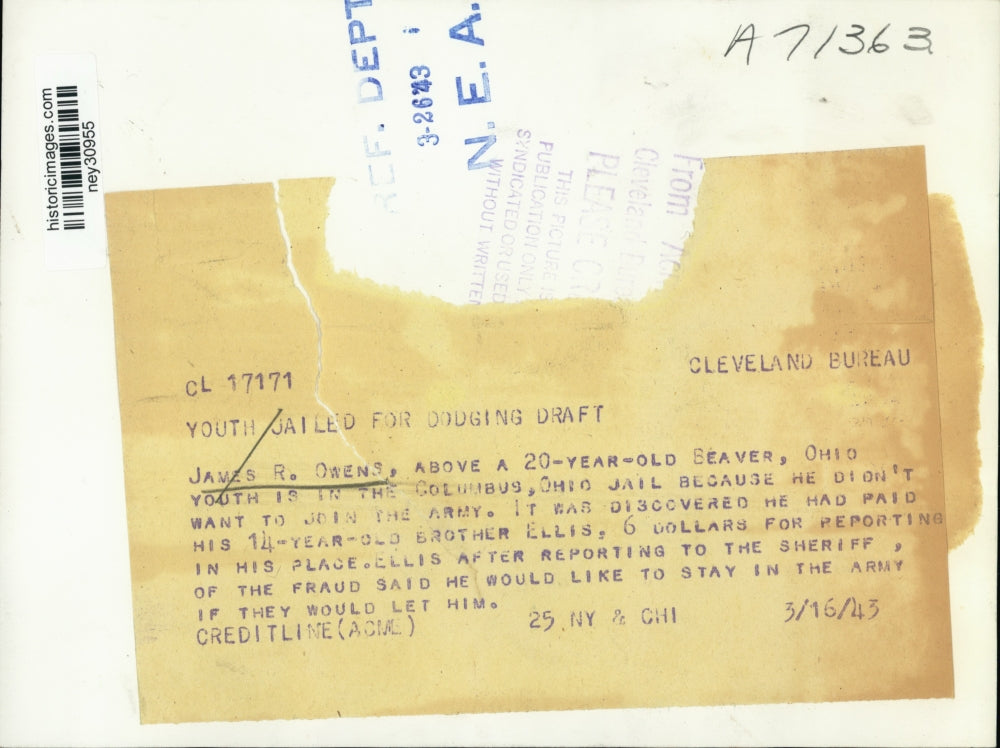 A71363
historicimages.com
ney30955
REF. DEPT
3-26'43
N. E. A.
From
Cleveland
PLEASE
THIS PICTURE IS
PUBLICATION ONLY
SYNDICATED OR USED
WITHOUT WRITTEN
CLEVELAND BUREAU
CL 17171
YOUTH JAILED FOR DODGING DRAFT
JAMES R. OWENS, ABOVE A 20-YEAR-OLD BEAVER, OHIO
YOUTH IS IN THE COLUMBUS,OHIO JAIL BECAUSE HE DIDN'T
WANT TO JOIN THE ARMY. IT WAS DISCOVERED HE HAD PAID
HIS 14-YEAR-OLD BROTHER ELLIS, 6 DOLLARS FOR REPORTING
IN HIS PLACE.ELLIS AFTER REPORTING TO THE SHERIFF ,
OF THE FRAUD SAID HE WOULD LIKE TO STAY IN THE ARMY
IF THEY WOULD LET HIM.
CREDITLINE(ACME) 25 NY & CHI 3/16/43